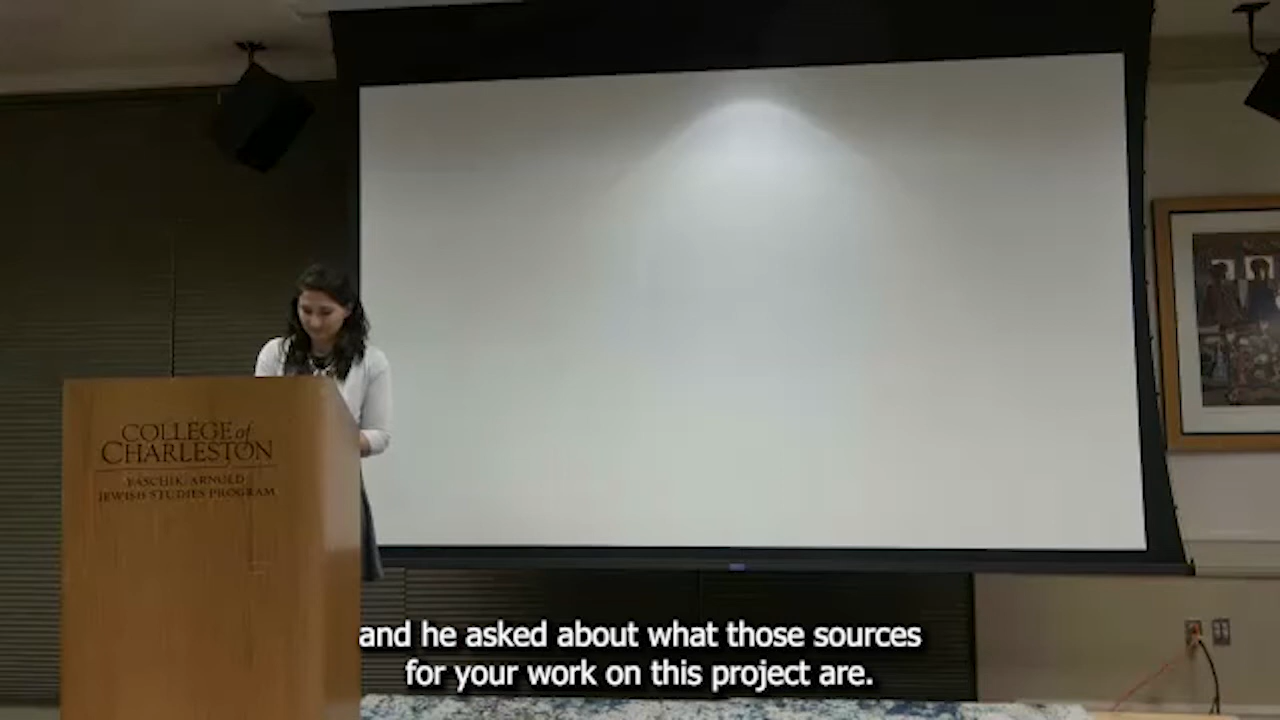 COLLEGE of
CHARLESTON
YASCHIK/ARNOLD
JEWISH STUDIES PROGRAM
and he asked about what those sources
for your work on this project are.